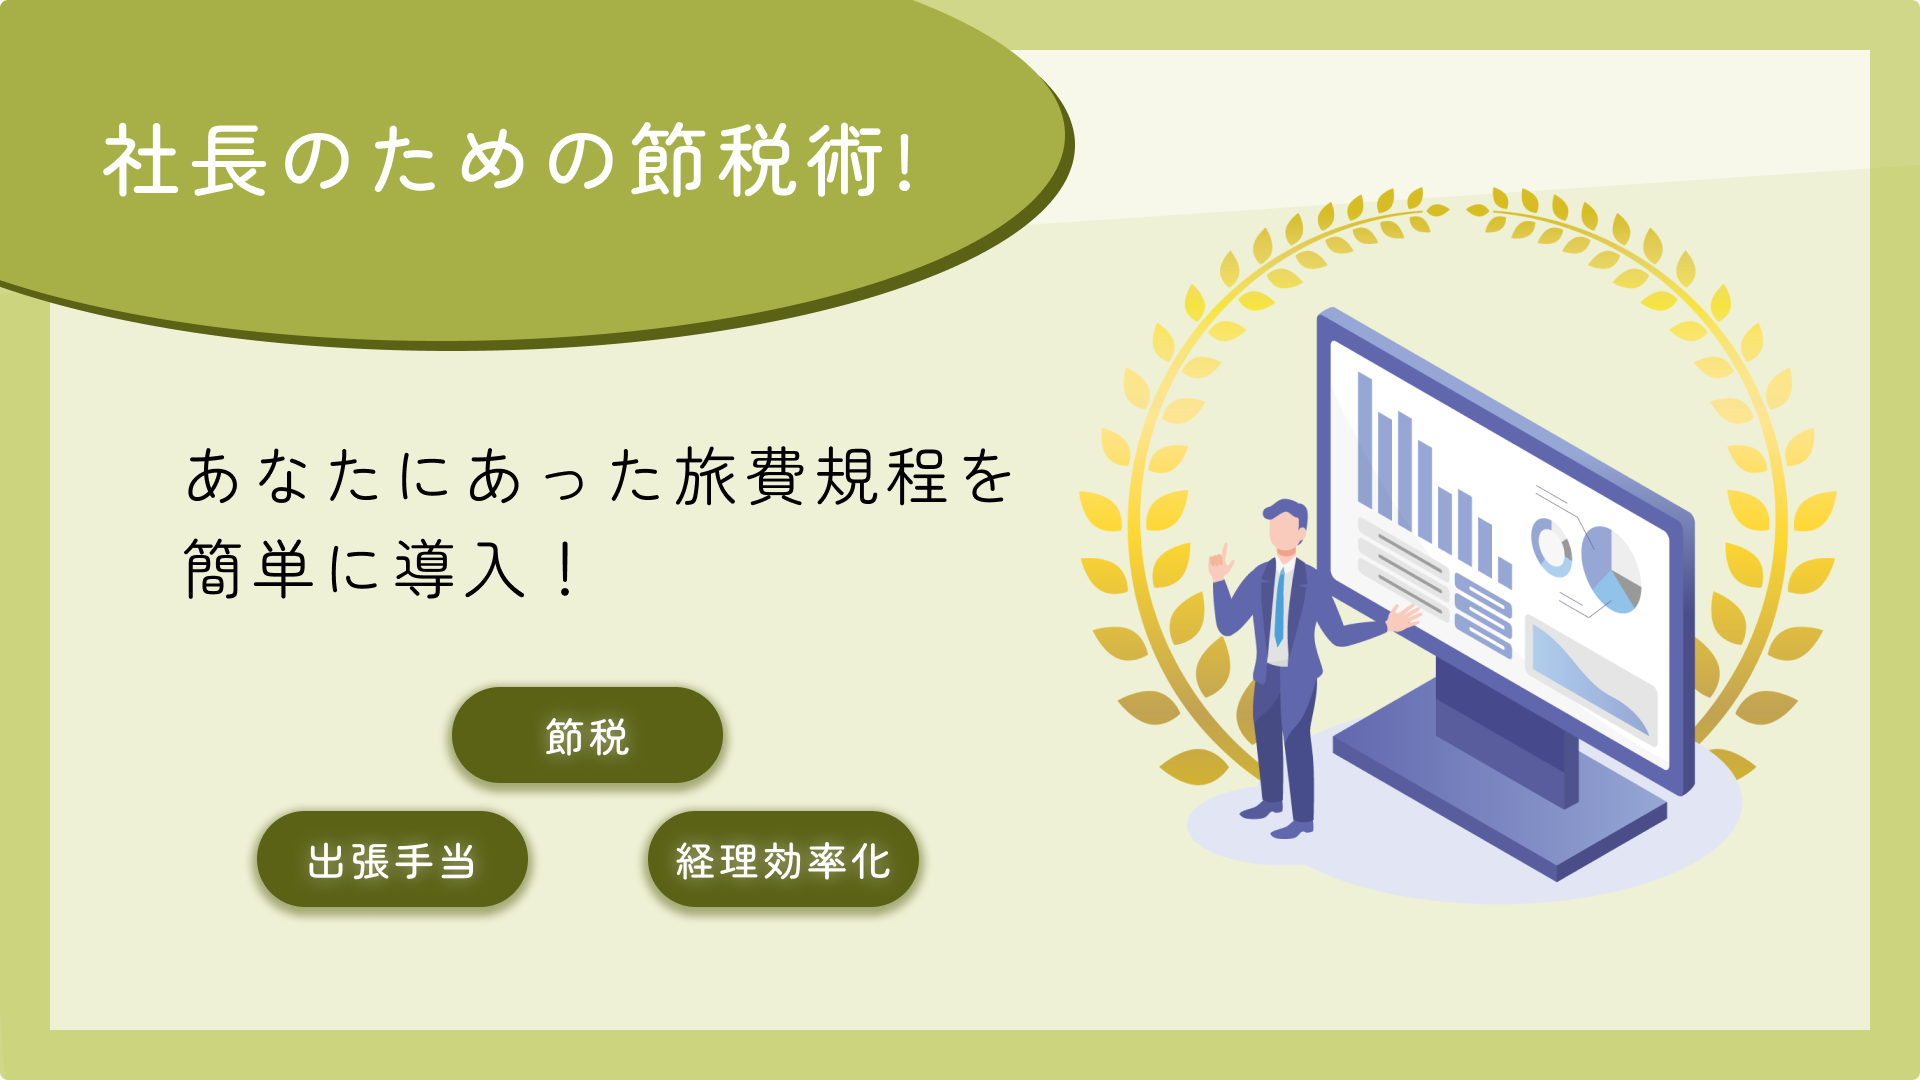 社長のための節税術!
あなたにあった旅費規程を
簡単に導入！
節税
出張手当
経理効率化